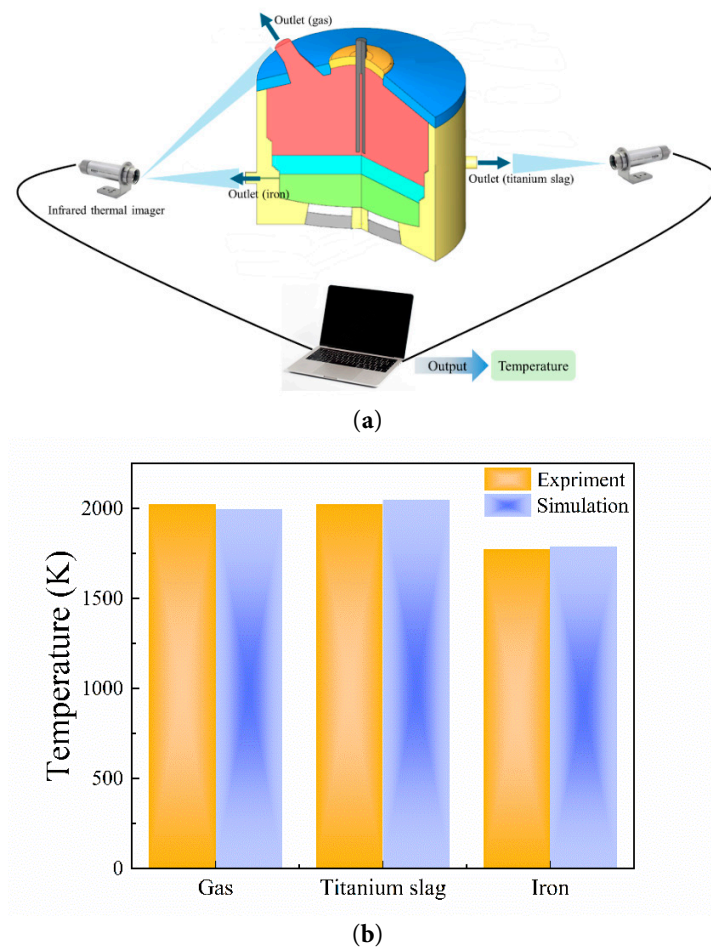 Outlet (gas)
Outlet (iron)
Outlet (titanium slag)
Infrared thermal imager
Output
Temperature
(a)
Expriment
Simulation
Temperature (K)
2000
1500
1000
500
0
Gas
Titanium slag
Iron
(b)